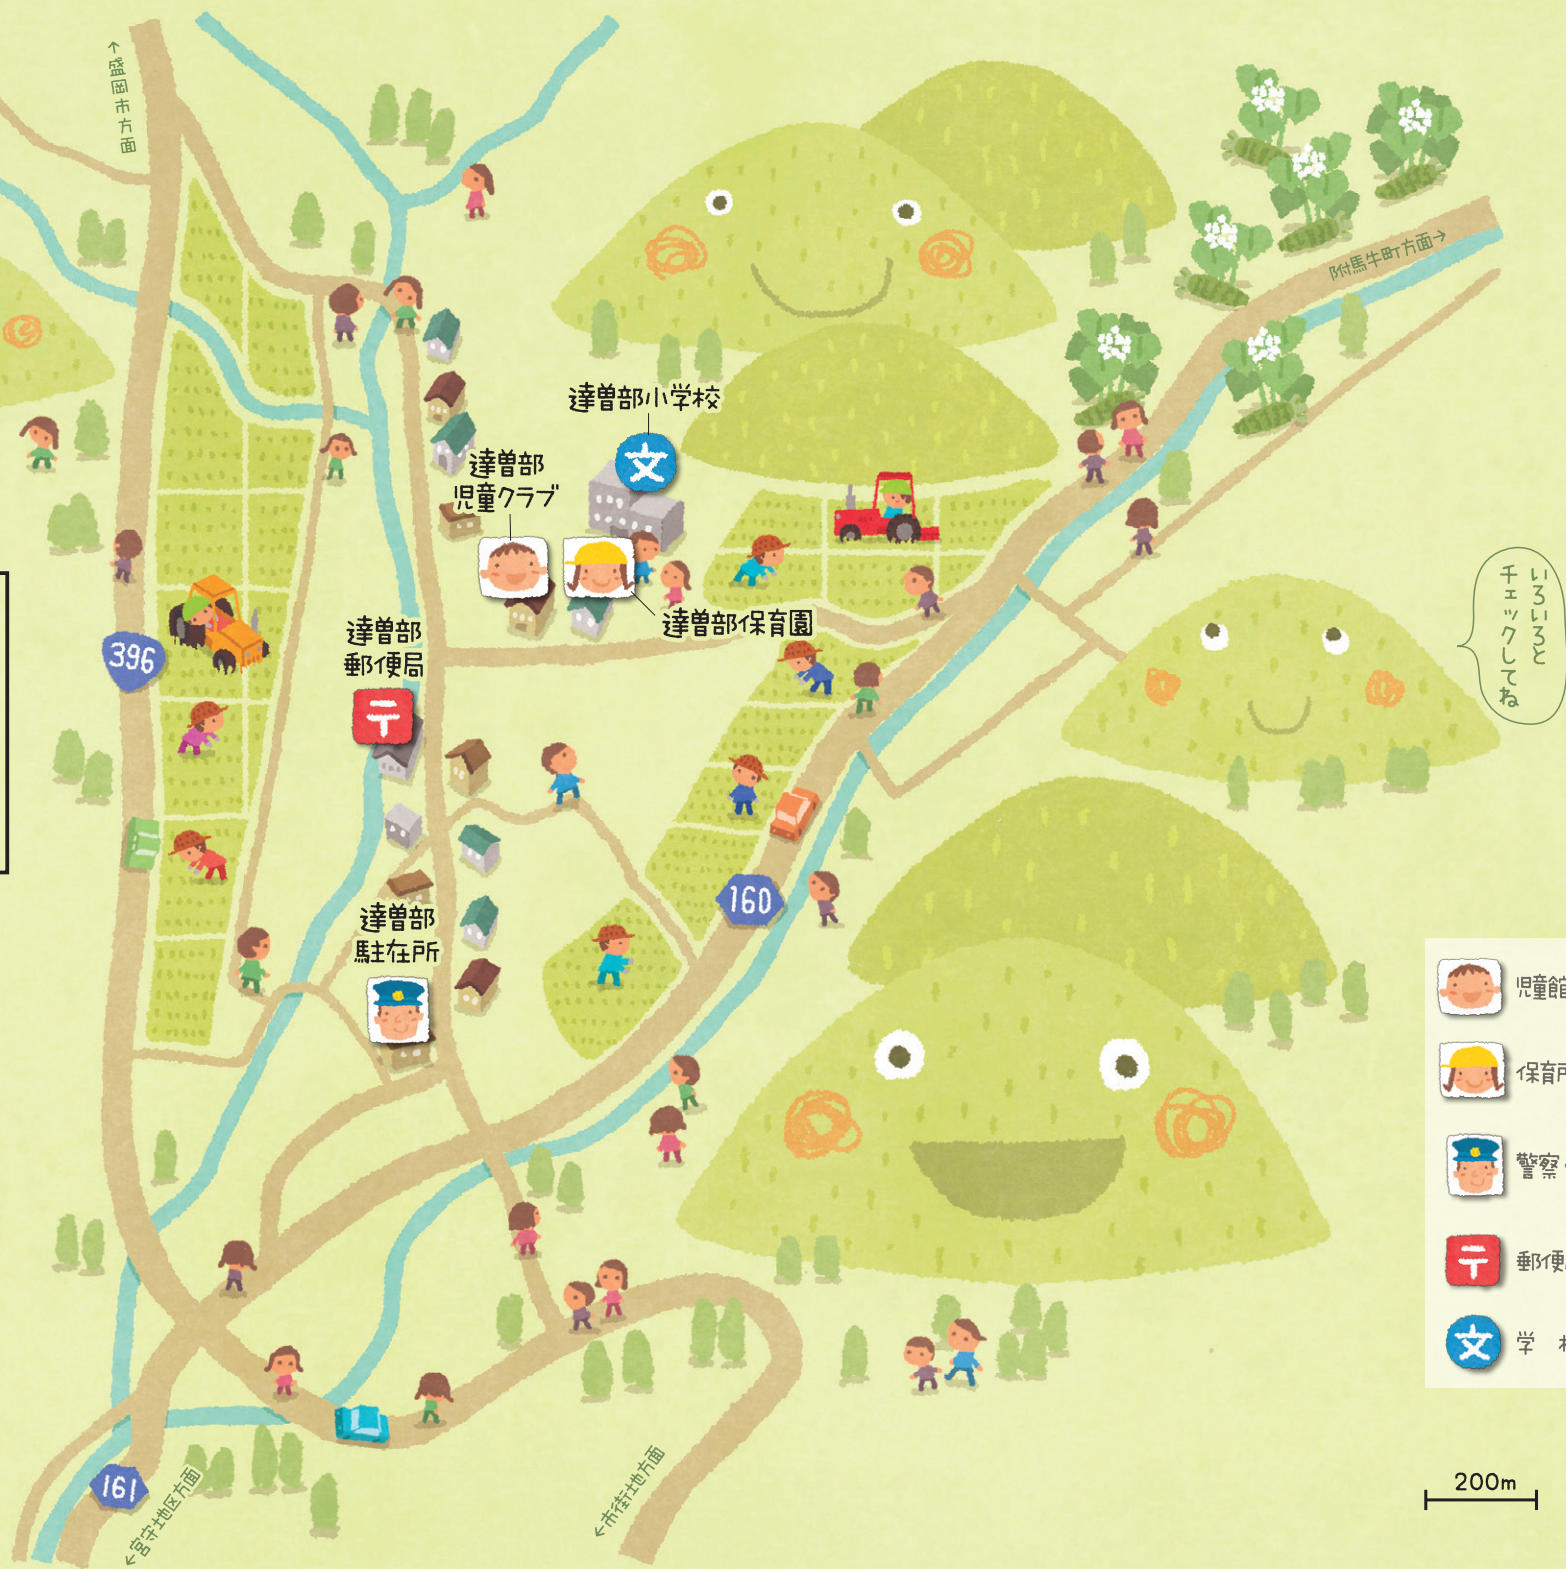 ↑盛岡市方面
達曽部小学校
文
達曽部
児童クラブ
達曽部保育園
396
達曽部
郵便局
〒
達曽部
駐在所
160
附馬牛町方面→
いろいろと
チェックしてね
児童館
保育所
警察・
〒
郵便
文
学
200m
161
←宮守地区方面
←市街地方面